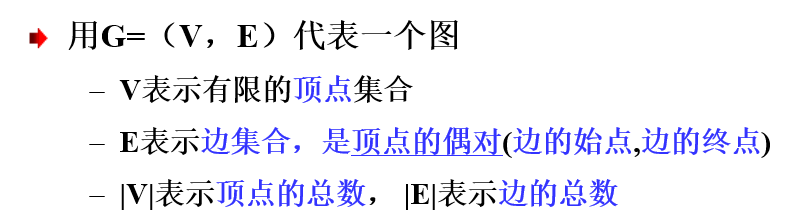 用G=（V，E）代表一个图
– V表示有限的顶点集合
– E表示边集合，是顶点的偶对(边的始点,边的终点)
– |V|表示顶点的总数， |E|表示边的总数